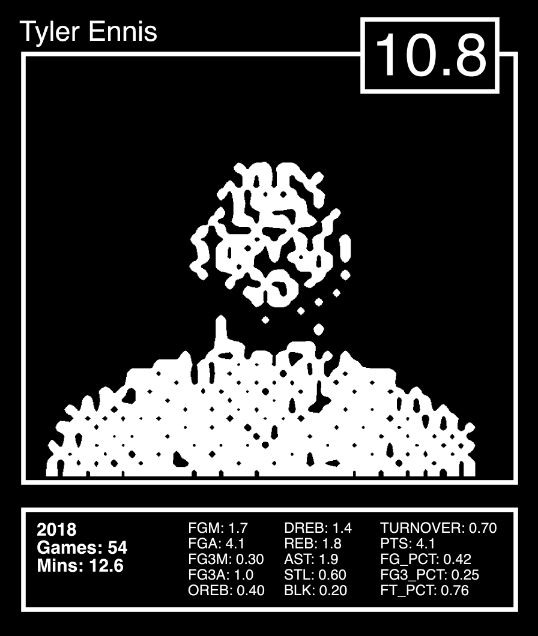 Tyler Ennis
10.8
2018
Games: 54
Mins: 12.6
FGM: 1.7
FGA: 4.1
FG3M: 0.30
FG3A: 1.0
OREB: 0.40
DREB: 1.4
REB: 1.8
AST: 1.9
STL: 0.60
BLK: 0.20
TURNOVER: 0.70
PTS: 4.1
FG_PCT: 0.42
FG3_PCT: 0.25
FT_PCT: 0.76